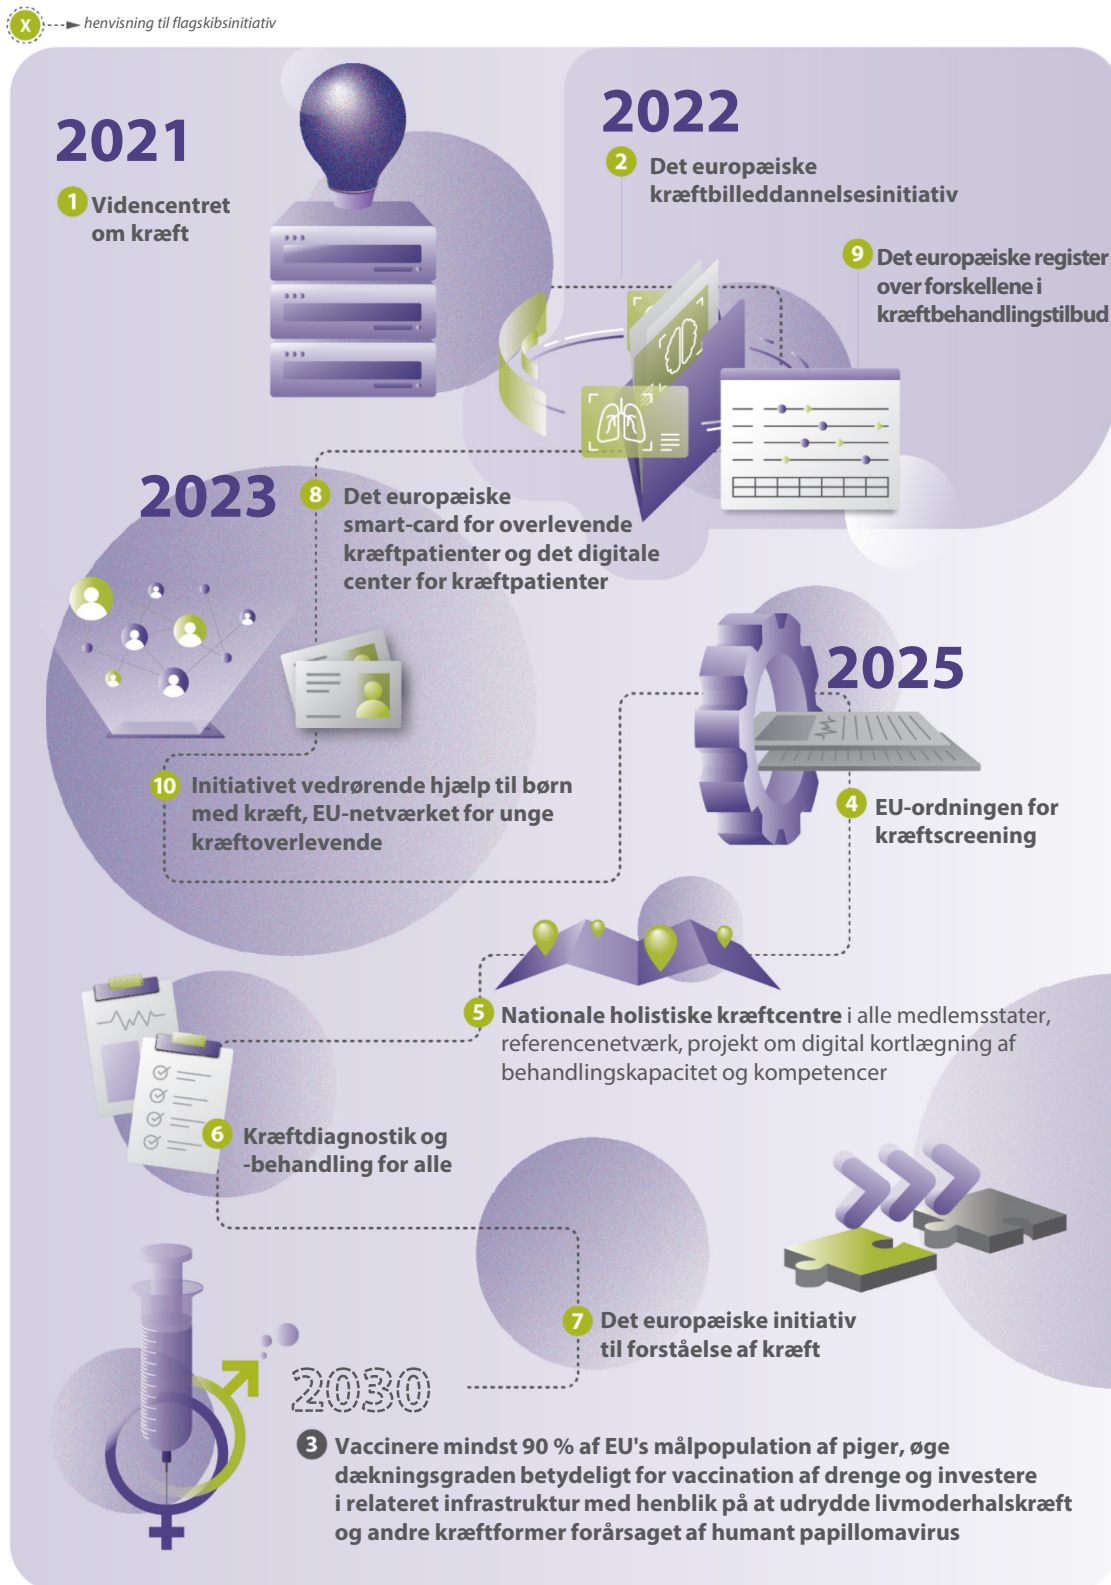 X henvisning til flagskibsinitiativ
2021
1 Videncentret
om kræft
2022
2 Det europæiske
kræftbilleddannelsesinitiativ
9 Det europæiske register
over forskellene i
kræftbehandlingstilbud
2023
8 Det europæiske
smart-card for overlevende
kræftpatienter og det digitale
center for kræftpatienter
10 Initiativet vedrørende hjælp til børn
med kræft, EU-netværket for unge
kræftoverlevende
2025
4 EU-ordningen for
kræftscreening
5 Nationale holistiske kræftcentre i alle medlemsstater,
referencenetværk, projekt om digital kortlægning af
behandlingskapacitet og kompetencer
6 Kræftdiagnostik og
-behandling for alle
7 Det europæiske initiativ
til forståelse af kræft
2030
3 Vaccinere mindst 90 % af EU's målpopulation af piger, øge
dækningsgraden betydeligt for vaccination af drenge og investere
i relateret infrastruktur med henblik på at udrydde livmoderhalskræft
og andre kræftformer forårsaget af humant papillomavirus